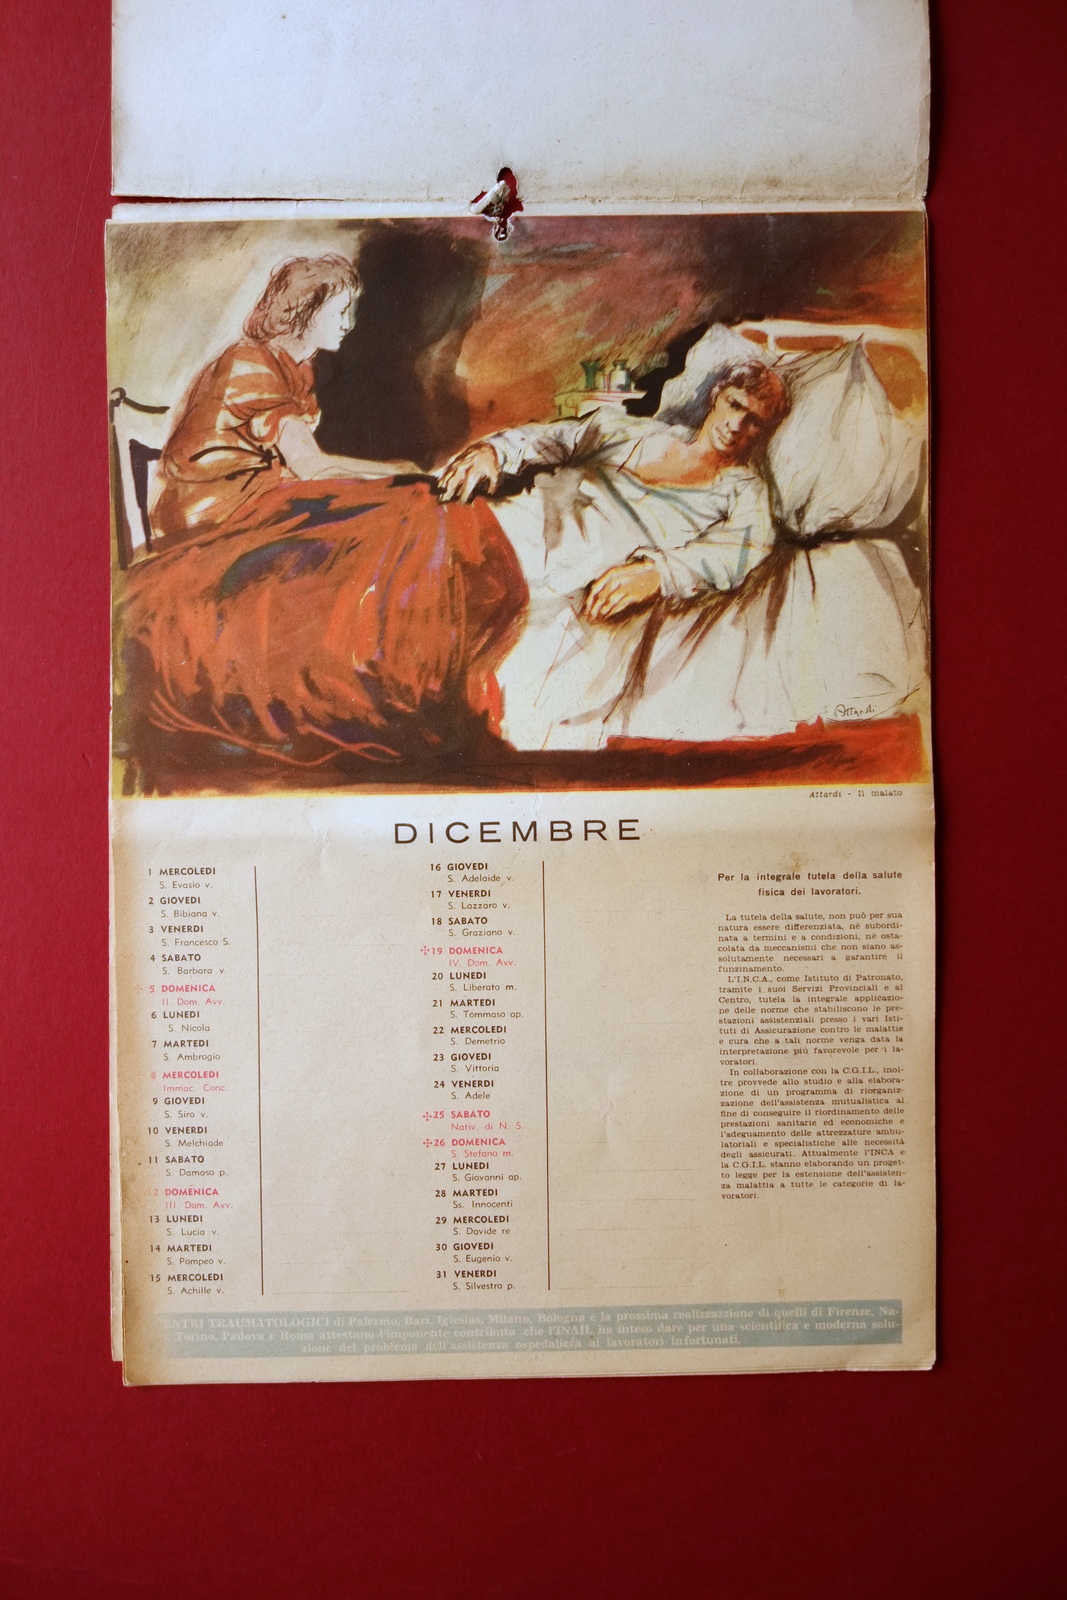 Attardi
Attardi - Il malato
DICEMBRE
1 MERCOLEDI
S. Evasio v.
2 GIOVEDI
S. Bibiana v.
3 VENERDI
S. Francesco S.
4 SABATO
S. Barbara v.
5 DOMENICA
II. Dom. Avv.
6 LUNEDI
S. Nicola
7 MARTEDI
S. Ambrogio
8 MERCOLEDI
Immac. Conc.
9 GIOVEDI
S. Siro v.
10 VENERDI
S. Melchiade
11 SABATO
S. Damaso p.
12 DOMENICA
III. Dom. Avv.
13 LUNEDI
S. Lucia v.
14 MARTEDI
S. Pompeo v.
15 MERCOLEDI
S. Achille v.
16 GIOVEDI
S. Adelaide v.
17 VENERDI
S. Lazzaro v.
18 SABATO
S. Graziano v.
✣19 DOMENICA
IV. Dom. Avv.
20 LUNEDI
S. Liberato m.
21 MARTEDI
S. Tommaso ap.
22 MERCOLEDI
S. Demetrio
23 GIOVEDI
S. Vittoria
24 VENERDI
S. Adele
✣25 SABATO
Nativ. di N. S.
✣26 DOMENICA
S. Stefano m.
27 LUNEDI
S. Giovanni ap.
28 MARTEDI
Ss. Innocenti
29 MERCOLEDI
S. Davide re
30 GIOVEDI
S. Eugenio v.
31 VENERDI
S. Silvestro p.
Per la integrale tutela della salute
fisica dei lavoratori.
La tutela della salute, non può per sua
natura essere differenziata, né subordi-
nata a termini e a condizioni, né osta-
colata da meccanismi che non siano as-
solutamente necessari a garantire il
funzinamento.
L'I.N.C.A., come Istituto di Patronato,
tramite i suoi Servizi Provinciali e al
Centro, tutela la integrale applicazio-
ne delle norme che stabiliscono le pre-
stazioni assistenziali presso i vari Isti-
tuti di Assicurazione contro le malattie
e cura che a tali norme venga data la
interpretazione più favorevole per i la-
voratori.
In collaborazione con la C.G.I.L., inol-
tre provvede allo studio e alla elabora-
zione di un programma di riorganiz-
zazione dell'assistenza mutualistica al
fine di conseguire il riordinamento delle
prestazioni sanitarie ed economiche e
l'adeguamento delle attrezzature ambu-
latoriali e specialistiche alle necessità
degli assicurati. Attualmente l'INCA e
la C.G.I.L. stanno elaborando un proget-
to legge per la estensione dell'assisten-
za malattia a tutte le categorie di la-
voratori.
ENTRI TRAUMATOLOGICI di Palermo, Bari, Iglesias, Milano, Bologna e la prossima realizzazione di quelli di Firenze, Na-
Torino, Padova e Roma attestano l'imponente contributo che l'INAIL ha inteso dare per una scientifica e moderna solu-
zione del problema dell'assistenza ospedaliera ai lavoratori infortunati.